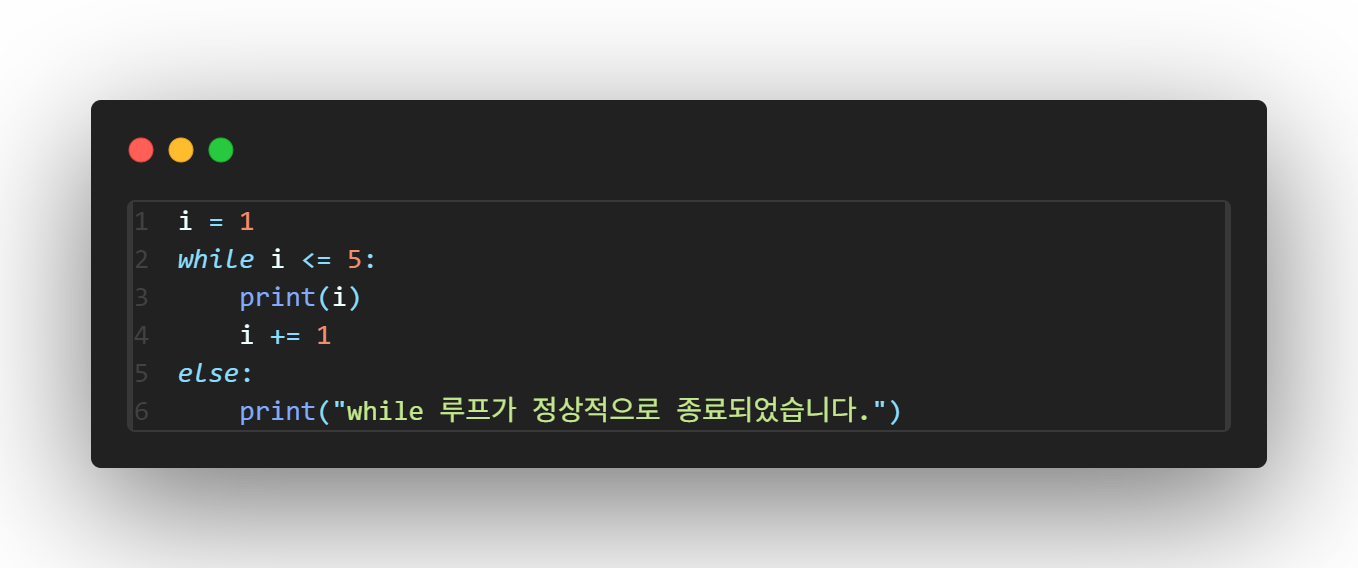 1 i = 1
2 while i <= 5:
3     print(i)
4     i += 1
5 else:
6     print("while 루프가 정상적으로 종료되었습니다.")